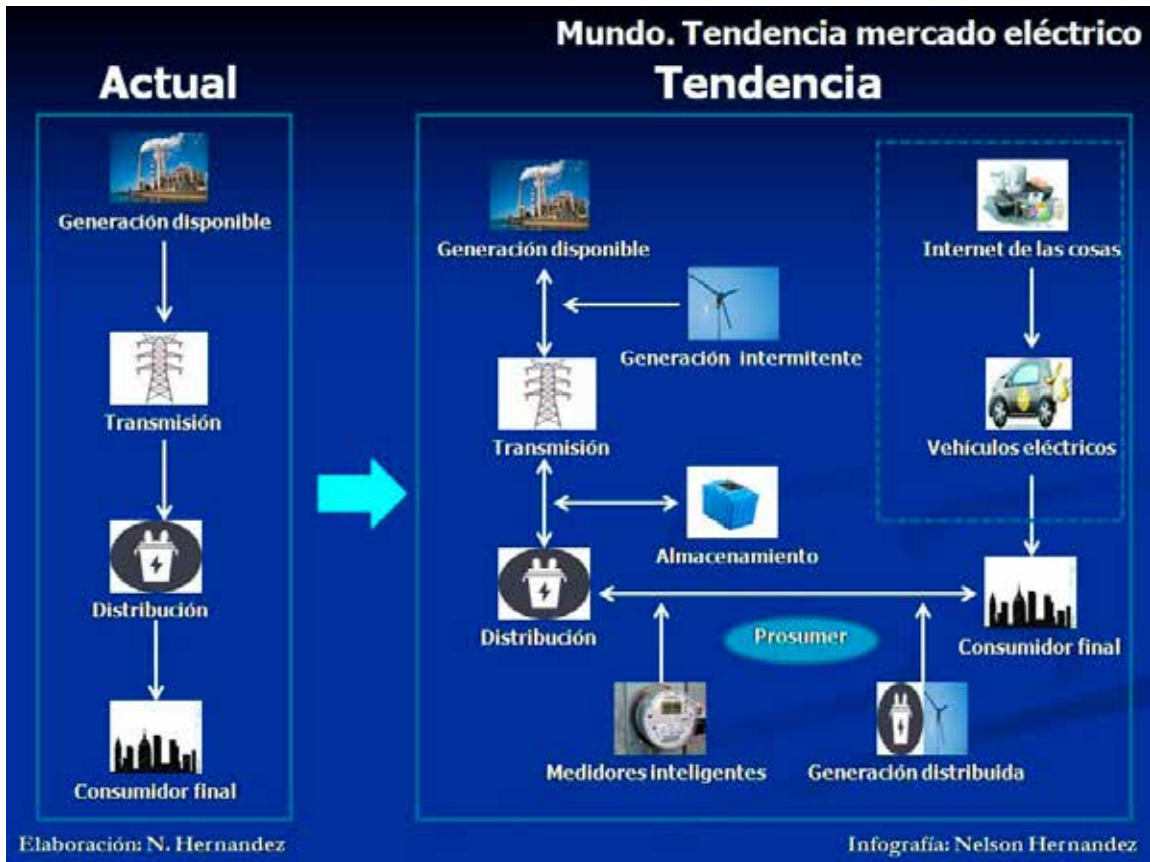 Mundo. Tendencia mercado eléctrico
Actual
Generación disponible
Transmisión
Distribución
Consumidor final
Tendencia
Generación disponible
Generación intermitente
Transmisión
Almacenamiento
Distribución
Prosumer
Medidores inteligentes
Generación distribuida
Internet de las cosas
Vehículos eléctricos
Consumidor final
Elaboración: N. Hernandez
Infografía: Nelson Hernandez